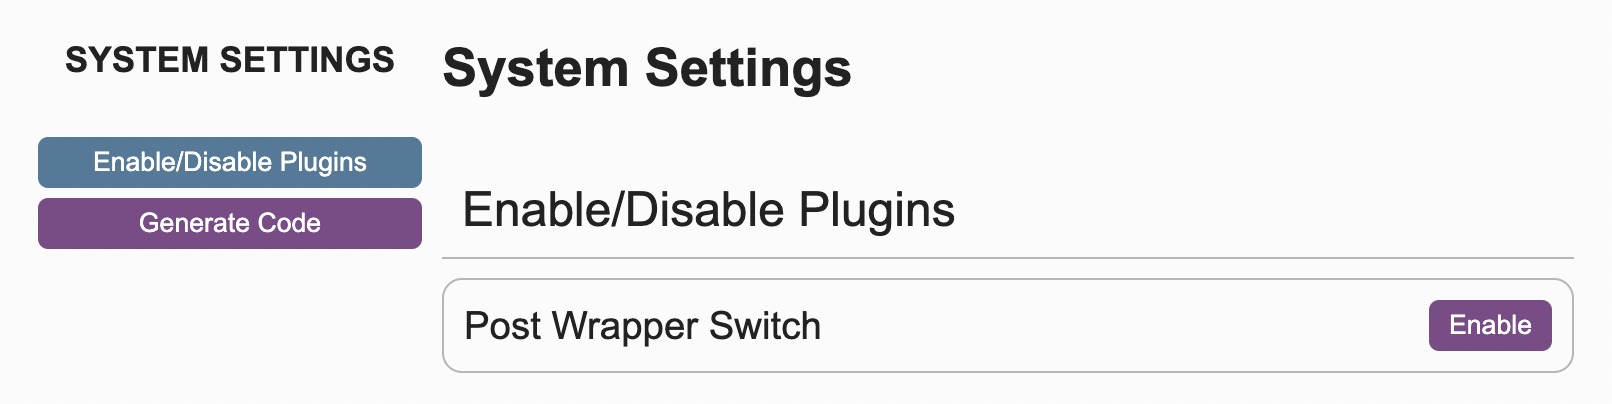 SYSTEM SETTINGS
Enable/Disable Plugins
Generate Code
System Settings
Enable/Disable Plugins
Post Wrapper Switch
Enable